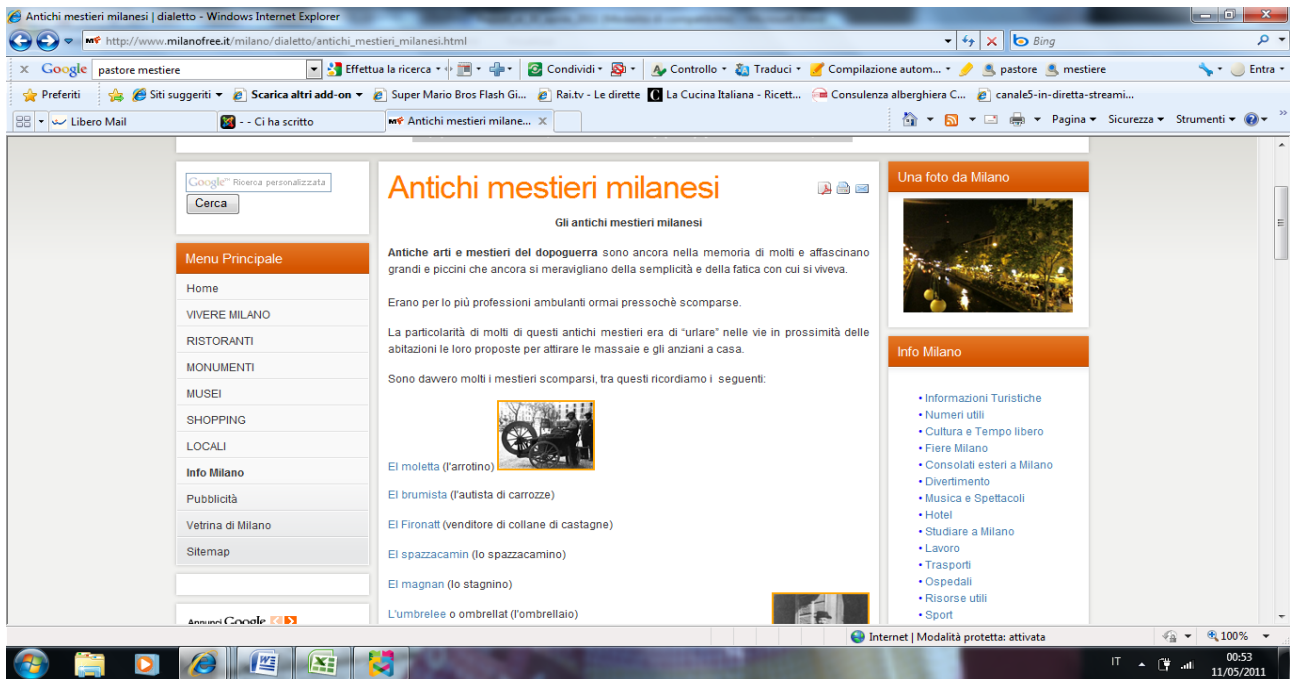 Antichi mestieri milanesi | dialetto - Windows Internet Explorer
http://www.milanofree.it/milano/dialetto/antichi_mestieri_milanesi.html
Bing
x Google pastore mestiere Effettua la ricerca Condividi Controllo Traduci Compilazione autom... pastore mestiere Entra
Preferiti Siti suggeriti Scarica altri add-on Super Mario Bros Flash Gi... Rai.tv - Le dirette La Cucina Italiana - Ricett... Consulenza alberghiera C... canale5-in-diretta-streami...
Libero Mail - - Ci ha scritto Antichi mestieri milane... X Pagina Sicurezza Strumenti
Google™ Ricerca personalizzata
Cerca
Menu Principale
Home
VIVERE MILANO
RISTORANTI
MONUMENTI
MUSEI
SHOPPING
LOCALI
Info Milano
Pubblicità
Vetrina di Milano
Sitemap
Annunci Google
Antichi mestieri milanesi
Gli antichi mestieri milanesi
Antiche arti e mestieri del dopoguerra sono ancora nella memoria di molti e affascinano
grandi e piccini che ancora si meravigliano della semplicità e della fatica con cui si viveva.
Erano per lo più professioni ambulanti ormai pressochè scomparse.
La particolarità di molti di questi antichi mestieri era di “urlare” nelle vie in prossimità delle
abitazioni le loro proposte per attirare le massaie e gli anziani a casa.
Sono davvero molti i mestieri scomparsi, tra questi ricordiamo i seguenti:
El moletta (l'arrotino)
El brumista (l'autista di carrozze)
El Fironatt (venditore di collane di castagne)
El spazzacamin (lo spazzacamino)
El magnan (lo stagnino)
L'umbrelee o ombrellat (l'ombrellaio)
Una foto da Milano
Info Milano
• Informazioni Turistiche
• Numeri utili
• Cultura e Tempo libero
• Fiere Milano
• Consolati esteri a Milano
• Divertimento
• Musica e Spettacoli
• Hotel
• Studiare a Milano
• Lavoro
• Trasporti
• Ospedali
• Risorse utili
• Sport
Internet | Modalità protetta: attivata
100%
IT
00:53
11/05/2011